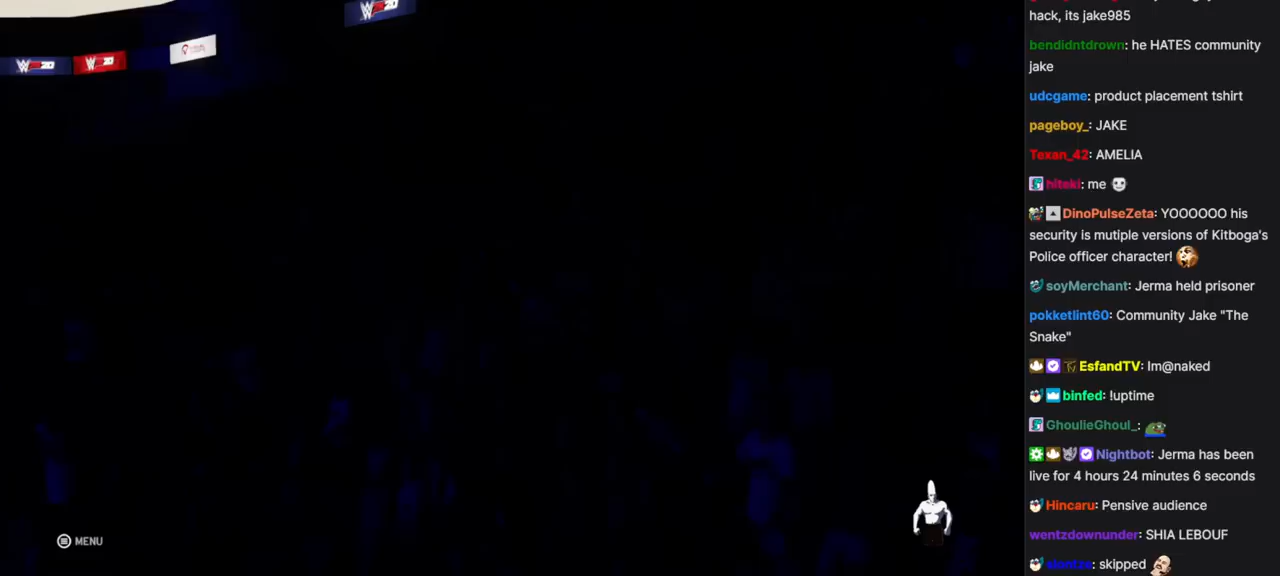 W2K20
W2K20
hack, its jake985
bendidntdrown: he HATES community
jake
udcgame: product placement tshirt
pageboy_: JAKE
Texan_42: AMELIA
hiteki: me
DinoPulseZeta: YOOOOOO his
security is mutiple versions of Kitboga's
Police officer character!
soyMerchant: Jerma held prisoner
pokketlint60: Community Jake "The
Snake"
EsfandTV: Im@naked
binfed: !uptime
GhoulieGhoul_:
Nightbot: Jerma has been
live for 4 hours 24 minutes 6 seconds
Hincaru: Pensive audience
wentzdownunder: SHIA LEBOUF
skipped
MENU